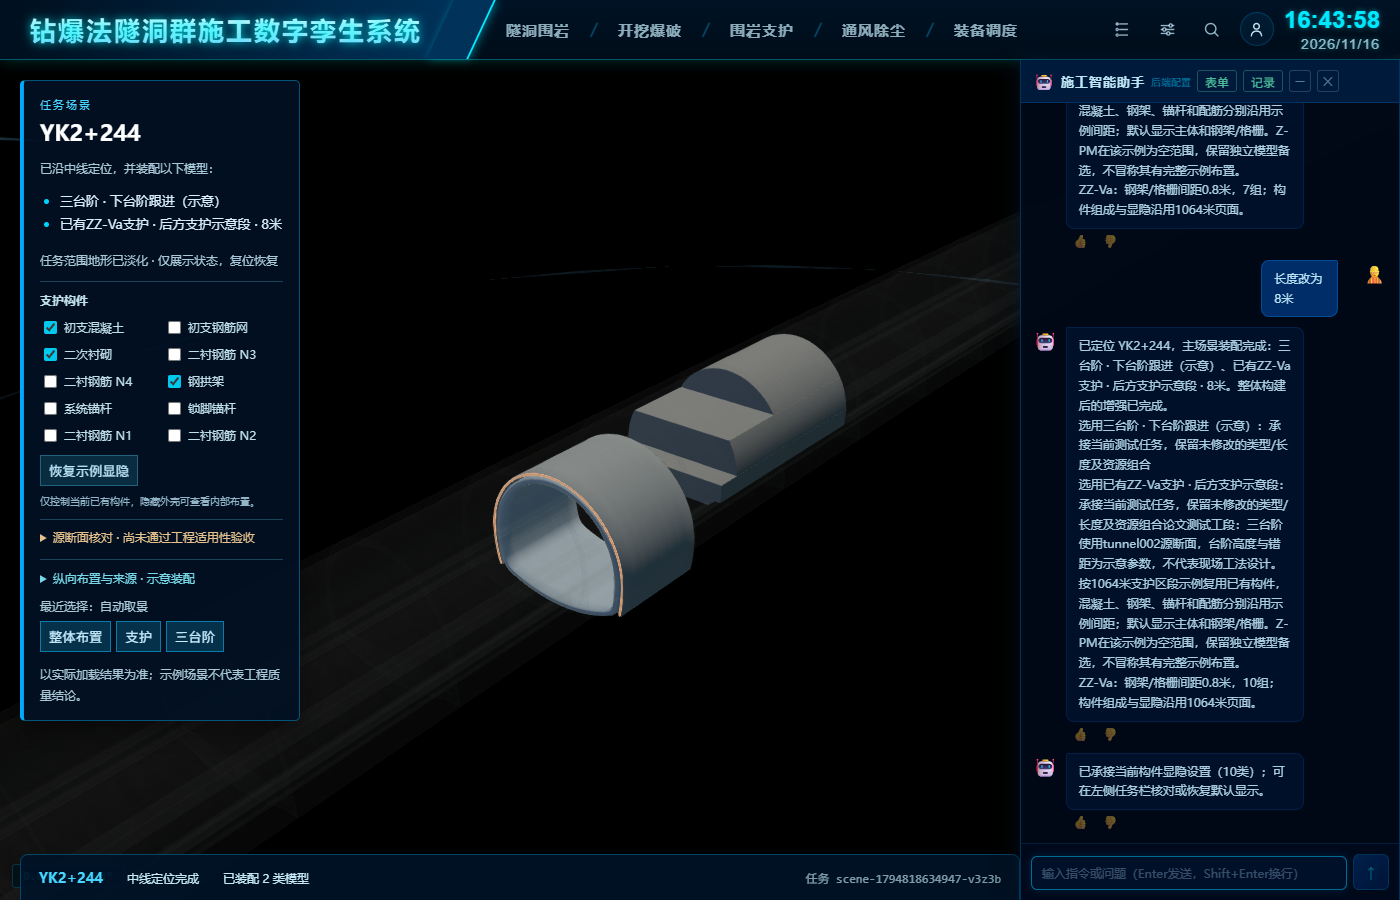 钻爆法隧洞群施工数字孪生系统
隧洞围岩 / 开挖爆破 / 围岩支护 / 通风除尘 / 装备调度
16:43:58
2026/11/16
任务场景
YK2+244
已沿中线定位，并装配以下模型：
三台阶 · 下台阶跟进（示意）
已有ZZ-Va支护 · 后方支护示意段 · 8米
任务范围地形已淡化 · 仅展示状态，复位恢复
支护构件
初支混凝土 初支钢筋网
二次衬砌 二衬钢筋 N3
二衬钢筋 N4 钢拱架
系统锚杆 锁脚锚杆
二衬钢筋 N1 二衬钢筋 N2
恢复示例显隐
仅控制当前已有构件，隐藏外壳可查看内部布置。
源断面核对 · 尚未通过工程适用性验收
纵向布置与来源 · 示意装配
最近选择：自动取景
整体布置 支护 三台阶
以实际加载结果为准；示例场景不代表工程质
量结论。
YK2+244 中线定位完成 已装配 2 类模型
任务 scene-1794818634947-v3z3b
施工智能助手 后端配置 表单 记录
混凝土、钢架、锚杆和配筋分别沿用示
例间距；默认显示主体和钢架/格栅。Z-
PM在该示例为空范围，保留独立模型备
选，不冒称其有完整示例布置。
ZZ-Va：钢架/格栅间距0.8米，7组；构
件组成与显隐沿用1064米页面。
长度改为
8米
已定位 YK2+244，主场景装配完成：三
台阶 · 下台阶跟进（示意）、已有ZZ-Va
支护 · 后方支护示意段 · 8米。整体构建
后的增强已完成。
选用三台阶 · 下台阶跟进（示意）：承
接当前测试任务，保留未修改的类型/长
度及资源组合
选用已有ZZ-Va支护 · 后方支护示意段：
承接当前测试任务，保留未修改的类型/
长度及资源组合论文测试工段：三台阶
使用tunnel002源断面，台阶高度与错
距为示意参数，不代表现场工法设计。
按1064米支护区段示例复用已有构件，
混凝土、钢架、锚杆和配筋分别沿用示
例间距；默认显示主体和钢架/格栅。Z-
PM在该示例为空范围，保留独立模型备
选，不冒称其有完整示例布置。
ZZ-Va：钢架/格栅间距0.8米，10组；
构件组成与显隐沿用1064米页面。
已承接当前构件显隐设置（10类）；可
在左侧任务栏核对或恢复默认显示。
输入指令或问题（Enter发送，Shift+Enter换行）